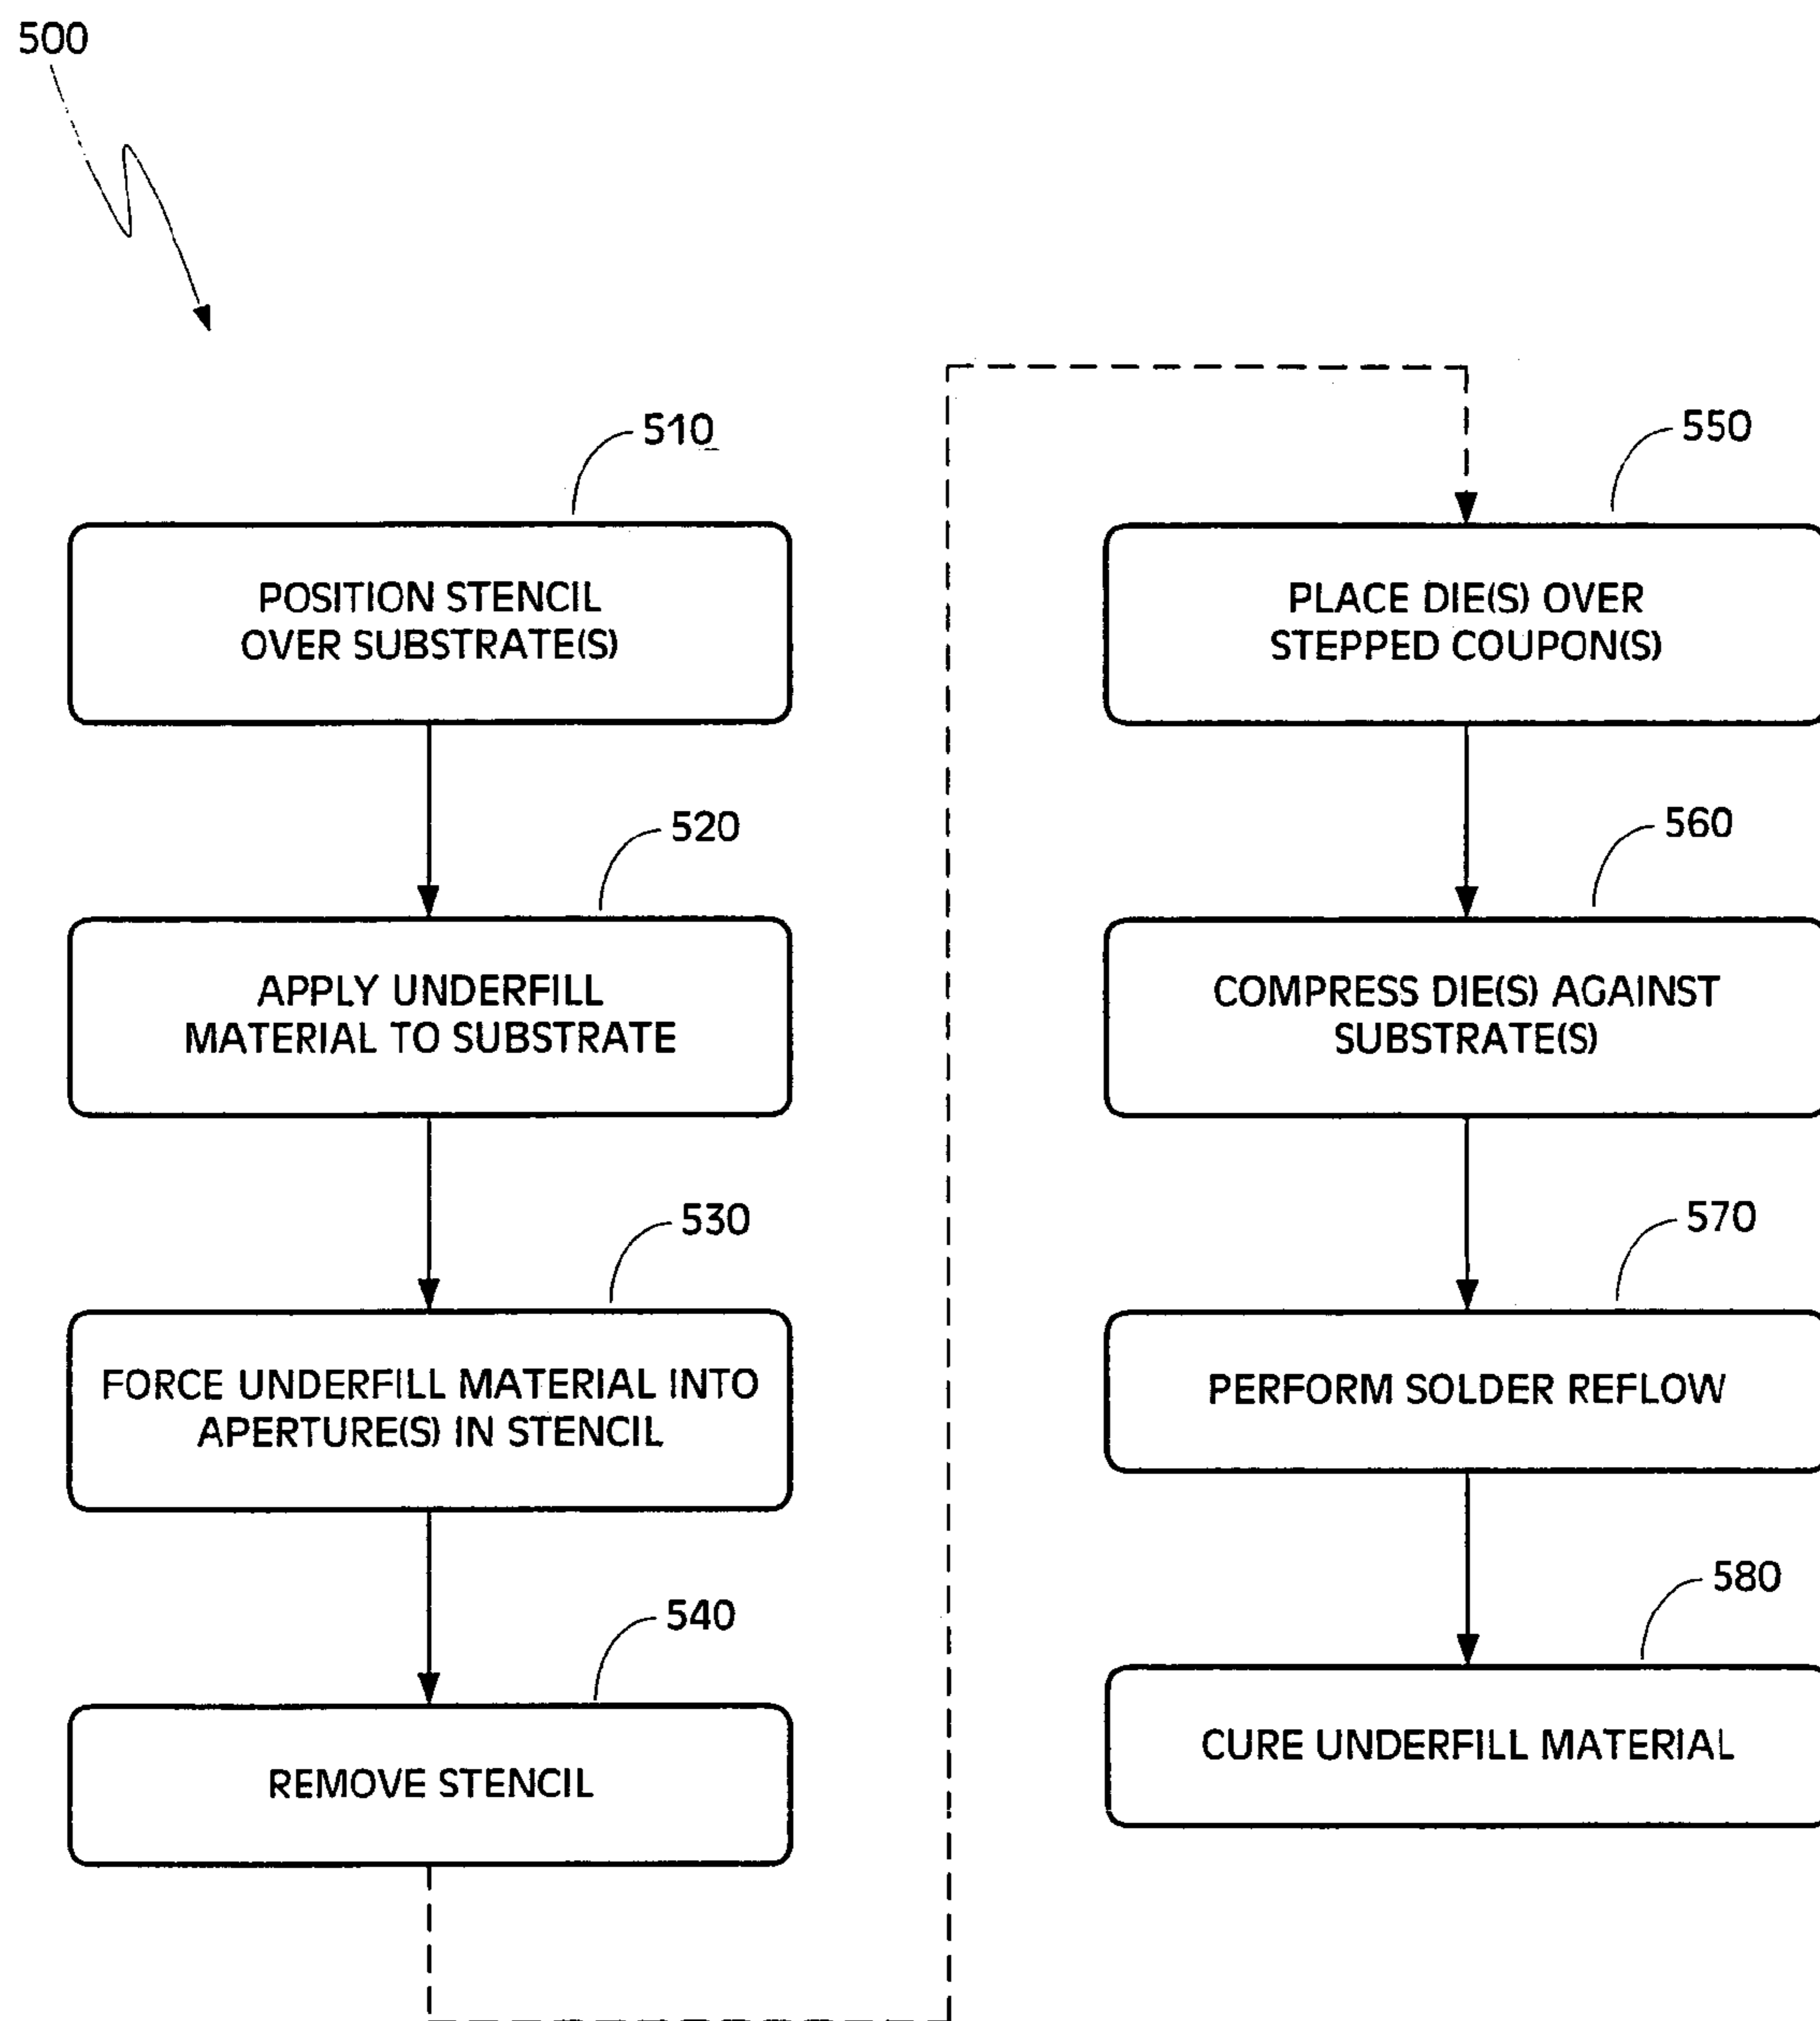 500
510
POSITION STENCIL
OVER SUBSTRATE(S)
520
APPLY UNDERFILL
MATERIAL TO SUBSTRATE
530
FORCE UNDERFILL MATERIAL INTO
APERTURE(S) IN STENCIL
540
REMOVE STENCIL
550
PLACE DIE(S) OVER
STEPPED COUPON(S)
560
COMPRESS DIE(S) AGAINST
SUBSTRATE(S)
570
PERFORM SOLDER REFLOW
580
CURE UNDERFILL MATERIAL